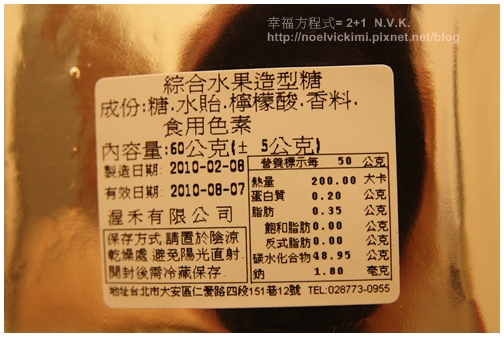 幸福方程式= 2+1 N.V.K.
http://noelvickimi.pixnet.net/blog
綜合水果造型糖
成份:糖.水飴.檸檬酸.香料.
食用色素
內容量:60公克(± 5公克)
製造日期: 2010-02-08
有效日期: 2010-08-07
渥禾有限公司
保存方式.請置於陰涼
乾燥處.避免陽光直射.
開封後需冷藏保存.
營養標示每 50 公克
熱量 200.00 大卡
蛋白質 0.20 公克
脂肪 0.35 公克
飽和脂肪 0.00 公克
反式脂肪 0.00 公克
碳水化合物 48.95 公克
鈉 1.80 毫克
地址台北市大安區仁愛路四段151巷12號 TEL:028773-0955